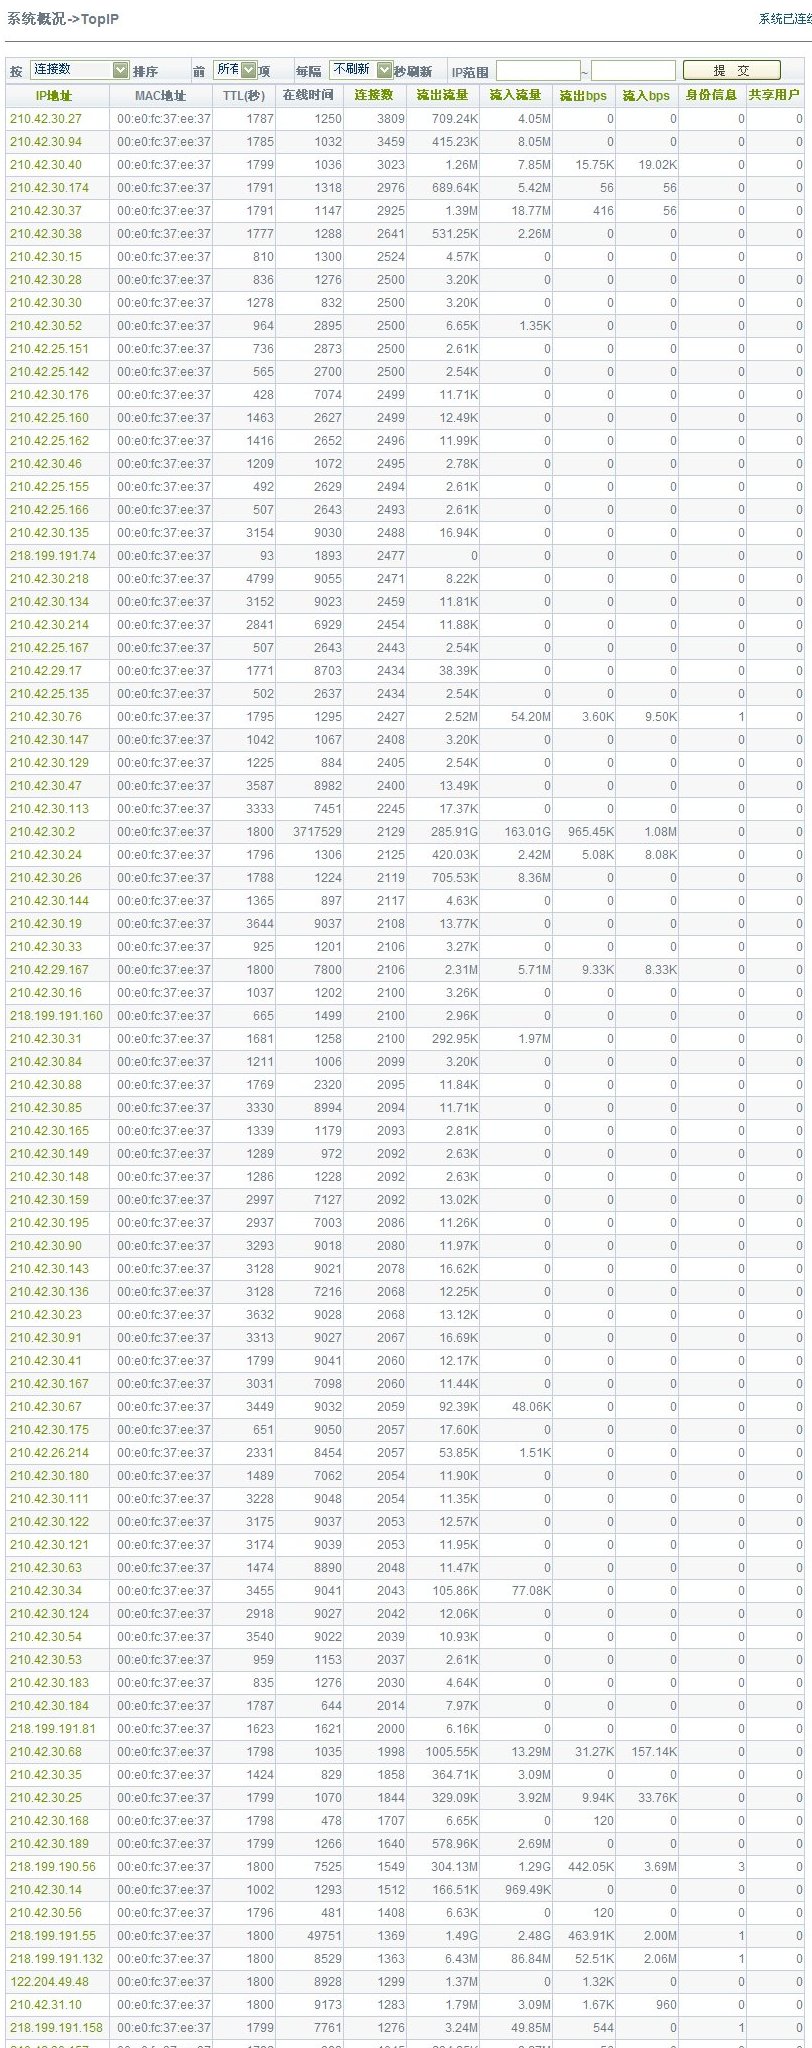 系统概况->TopIP
系统已连
按 连接数 排序 前 所有 项 每隔 不刷新 秒刷新 IP范围 ~ 提 交
IP地址 MAC地址 TTL(秒) 在线时间 连接数 流出流量 流入流量 流出bps 流入bps 身份信息 共享用户
210.42.30.27 00:e0:fc:37:ee:37 1787 1250 3809 709.24K 4.05M 0 0 0 0
210.42.30.94 00:e0:fc:37:ee:37 1785 1032 3459 415.23K 8.05M 0 0 0 0
210.42.30.40 00:e0:fc:37:ee:37 1799 1036 3023 1.26M 7.85M 15.75K 19.02K 0 0
210.42.30.174 00:e0:fc:37:ee:37 1791 1318 2976 689.64K 5.42M 56 56 0 0
210.42.30.37 00:e0:fc:37:ee:37 1791 1147 2925 1.39M 18.77M 416 56 0 0
210.42.30.38 00:e0:fc:37:ee:37 1777 1288 2641 531.25K 2.26M 0 0 0 0
210.42.30.15 00:e0:fc:37:ee:37 810 1300 2524 4.57K 0 0 0 0 0
210.42.30.28 00:e0:fc:37:ee:37 836 1276 2500 3.20K 0 0 0 0 0
210.42.30.30 00:e0:fc:37:ee:37 1278 832 2500 3.20K 0 0 0 0 0
210.42.30.52 00:e0:fc:37:ee:37 964 2895 2500 6.65K 1.35K 0 0 0 0
210.42.25.151 00:e0:fc:37:ee:37 736 2873 2500 2.61K 0 0 0 0 0
210.42.25.142 00:e0:fc:37:ee:37 565 2700 2500 2.54K 0 0 0 0 0
210.42.30.176 00:e0:fc:37:ee:37 428 7074 2499 11.71K 0 0 0 0 0
210.42.25.160 00:e0:fc:37:ee:37 1463 2627 2499 12.49K 0 0 0 0 0
210.42.25.162 00:e0:fc:37:ee:37 1416 2652 2496 11.99K 0 0 0 0 0
210.42.30.46 00:e0:fc:37:ee:37 1209 1072 2495 2.78K 0 0 0 0 0
210.42.25.155 00:e0:fc:37:ee:37 492 2629 2494 2.61K 0 0 0 0 0
210.42.25.166 00:e0:fc:37:ee:37 507 2643 2493 2.61K 0 0 0 0 0
210.42.30.135 00:e0:fc:37:ee:37 3154 9030 2488 16.94K 0 0 0 0 0
218.199.191.74 00:e0:fc:37:ee:37 93 1893 2477 0 0 0 0 0 0
210.42.30.218 00:e0:fc:37:ee:37 4799 9055 2471 8.22K 0 0 0 0 0
210.42.30.134 00:e0:fc:37:ee:37 3152 9023 2459 11.81K 0 0 0 0 0
210.42.30.214 00:e0:fc:37:ee:37 2841 6929 2454 11.88K 0 0 0 0 0
210.42.25.167 00:e0:fc:37:ee:37 507 2643 2443 2.54K 0 0 0 0 0
210.42.29.17 00:e0:fc:37:ee:37 1771 8703 2434 38.39K 0 0 0 0 0
210.42.25.135 00:e0:fc:37:ee:37 502 2637 2434 2.54K 0 0 0 0 0
210.42.30.76 00:e0:fc:37:ee:37 1795 1295 2427 2.52M 54.20M 3.60K 9.50K 1 0
210.42.30.147 00:e0:fc:37:ee:37 1042 1067 2408 3.20K 0 0 0 0 0
210.42.30.129 00:e0:fc:37:ee:37 1225 884 2405 2.54K 0 0 0 0 0
210.42.30.47 00:e0:fc:37:ee:37 3587 8982 2400 13.49K 0 0 0 0 0
210.42.30.113 00:e0:fc:37:ee:37 3333 7451 2245 17.37K 0 0 0 0 0
210.42.30.2 00:e0:fc:37:ee:37 1800 3717529 2129 285.91G 163.01G 965.45K 1.08M 0 0
210.42.30.24 00:e0:fc:37:ee:37 1796 1306 2125 420.03K 2.42M 5.08K 8.08K 0 0
210.42.30.26 00:e0:fc:37:ee:37 1788 1224 2119 705.53K 8.36M 0 0 0 0
210.42.30.144 00:e0:fc:37:ee:37 1365 897 2117 4.63K 0 0 0 0 0
210.42.30.19 00:e0:fc:37:ee:37 3644 9037 2108 13.77K 0 0 0 0 0
210.42.30.33 00:e0:fc:37:ee:37 925 1201 2106 3.27K 0 0 0 0 0
210.42.29.167 00:e0:fc:37:ee:37 1800 7800 2106 2.31M 5.71M 9.33K 8.33K 0 0
210.42.30.16 00:e0:fc:37:ee:37 1037 1202 2100 3.26K 0 0 0 0 0
218.199.191.160 00:e0:fc:37:ee:37 665 1499 2100 2.96K 0 0 0 0 0
210.42.30.31 00:e0:fc:37:ee:37 1681 1258 2100 292.95K 1.97M 0 0 0 0
210.42.30.84 00:e0:fc:37:ee:37 1211 1006 2099 3.20K 0 0 0 0 0
210.42.30.88 00:e0:fc:37:ee:37 1769 2320 2095 11.84K 0 0 0 0 0
210.42.30.85 00:e0:fc:37:ee:37 3330 8994 2094 11.71K 0 0 0 0 0
210.42.30.165 00:e0:fc:37:ee:37 1339 1179 2093 2.81K 0 0 0 0 0
210.42.30.149 00:e0:fc:37:ee:37 1289 972 2092 2.63K 0 0 0 0 0
210.42.30.148 00:e0:fc:37:ee:37 1286 1228 2092 2.63K 0 0 0 0 0
210.42.30.159 00:e0:fc:37:ee:37 2997 7127 2092 13.02K 0 0 0 0 0
210.42.30.195 00:e0:fc:37:ee:37 2937 7003 2086 11.26K 0 0 0 0 0
210.42.30.90 00:e0:fc:37:ee:37 3293 9018 2080 11.97K 0 0 0 0 0
210.42.30.143 00:e0:fc:37:ee:37 3128 9021 2078 16.62K 0 0 0 0 0
210.42.30.136 00:e0:fc:37:ee:37 3128 7216 2068 12.25K 0 0 0 0 0
210.42.30.23 00:e0:fc:37:ee:37 3632 9028 2068 13.12K 0 0 0 0 0
210.42.30.91 00:e0:fc:37:ee:37 3313 9027 2067 16.69K 0 0 0 0 0
210.42.30.41 00:e0:fc:37:ee:37 1799 9041 2060 12.17K 0 0 0 0 0
210.42.30.167 00:e0:fc:37:ee:37 3031 7098 2060 11.44K 0 0 0 0 0
210.42.30.67 00:e0:fc:37:ee:37 3449 9032 2059 92.39K 48.06K 0 0 0 0
210.42.30.175 00:e0:fc:37:ee:37 651 9050 2057 17.60K 0 0 0 0 0
210.42.26.214 00:e0:fc:37:ee:37 2331 8454 2057 53.85K 1.51K 0 0 0 0
210.42.30.180 00:e0:fc:37:ee:37 1489 7062 2054 11.90K 0 0 0 0 0
210.42.30.111 00:e0:fc:37:ee:37 3228 9048 2054 11.35K 0 0 0 0 0
210.42.30.122 00:e0:fc:37:ee:37 3175 9037 2053 12.57K 0 0 0 0 0
210.42.30.121 00:e0:fc:37:ee:37 3174 9039 2053 11.95K 0 0 0 0 0
210.42.30.63 00:e0:fc:37:ee:37 1474 8890 2048 11.47K 0 0 0 0 0
210.42.30.34 00:e0:fc:37:ee:37 3455 9041 2043 105.86K 77.08K 0 0 0 0
210.42.30.124 00:e0:fc:37:ee:37 2918 9027 2042 12.06K 0 0 0 0 0
210.42.30.54 00:e0:fc:37:ee:37 3540 9022 2039 10.93K 0 0 0 0 0
210.42.30.53 00:e0:fc:37:ee:37 959 1153 2037 2.61K 0 0 0 0 0
210.42.30.183 00:e0:fc:37:ee:37 835 1276 2030 4.64K 0 0 0 0 0
210.42.30.184 00:e0:fc:37:ee:37 1787 644 2014 7.97K 0 0 0 0 0
218.199.191.81 00:e0:fc:37:ee:37 1623 1621 2000 6.16K 0 0 0 0 0
210.42.30.68 00:e0:fc:37:ee:37 1798 1035 1998 1005.55K 13.29M 31.27K 157.14K 0 0
210.42.30.35 00:e0:fc:37:ee:37 1424 829 1858 364.71K 3.09M 0 0 0 0
210.42.30.25 00:e0:fc:37:ee:37 1799 1070 1844 329.09K 3.92M 9.94K 33.76K 0 0
210.42.30.168 00:e0:fc:37:ee:37 1798 478 1707 6.65K 0 120 0 0 0
210.42.30.189 00:e0:fc:37:ee:37 1799 1266 1640 578.96K 2.69M 0 0 0 0
218.199.190.56 00:e0:fc:37:ee:37 1800 7525 1549 304.13M 1.29G 442.05K 3.69M 3 0
210.42.30.14 00:e0:fc:37:ee:37 1002 1293 1512 166.51K 969.49K 0 0 0 0
210.42.30.56 00:e0:fc:37:ee:37 1796 481 1408 6.63K 0 120 0 0 0
218.199.191.55 00:e0:fc:37:ee:37 1800 49751 1369 1.49G 2.48G 463.91K 2.00M 1 0
218.199.191.132 00:e0:fc:37:ee:37 1800 8529 1363 6.43M 86.84M 52.51K 2.06M 1 0
122.204.49.48 00:e0:fc:37:ee:37 1800 8928 1299 1.37M 0 1.32K 0 0 0
210.42.31.10 00:e0:fc:37:ee:37 1800 9173 1283 1.79M 3.09M 1.67K 960 0 0
218.199.191.158 00:e0:fc:37:ee:37 1799 7761 1276 3.24M 49.85M 544 0 1 0